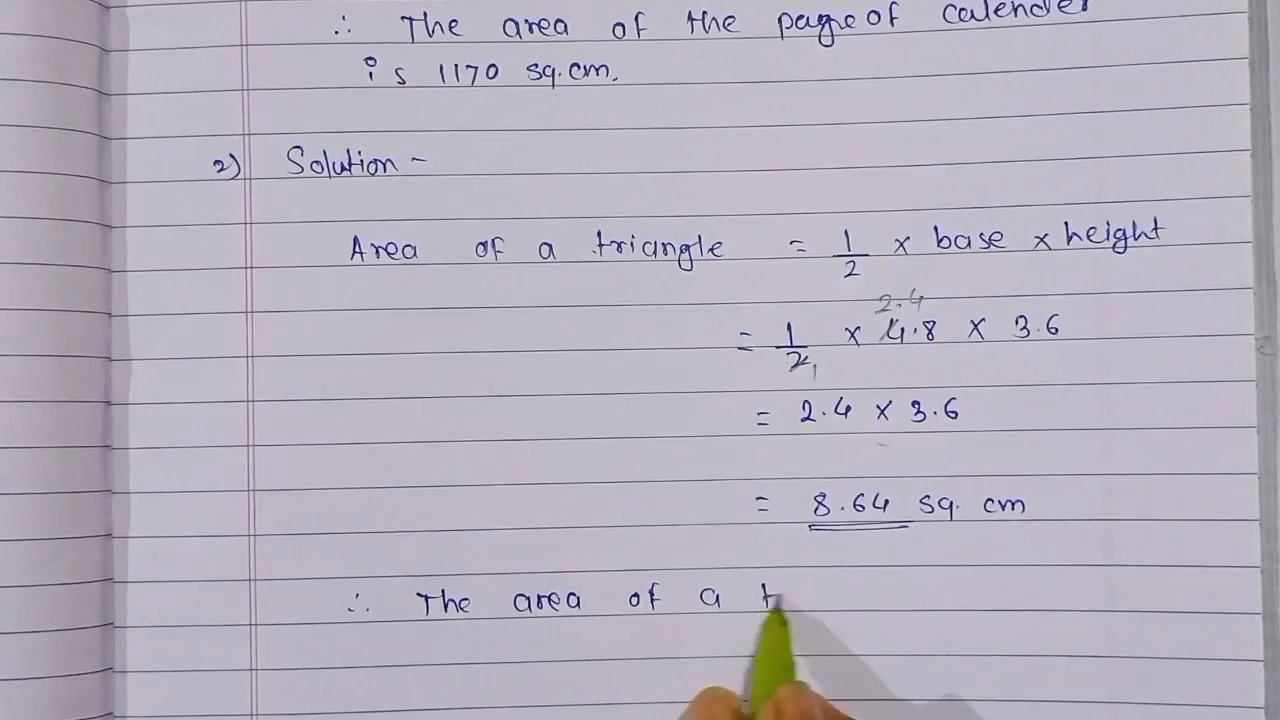 ∴ The area of the page of calender
is 1170 sq.cm.
2) Solution -
Area of a triangle = 1/2 × base × height
2.4
= 1/2 1 × 4.8 × 3.6
= 2.4 × 3.6
= 8.64 sq. cm
∴ The area of a t